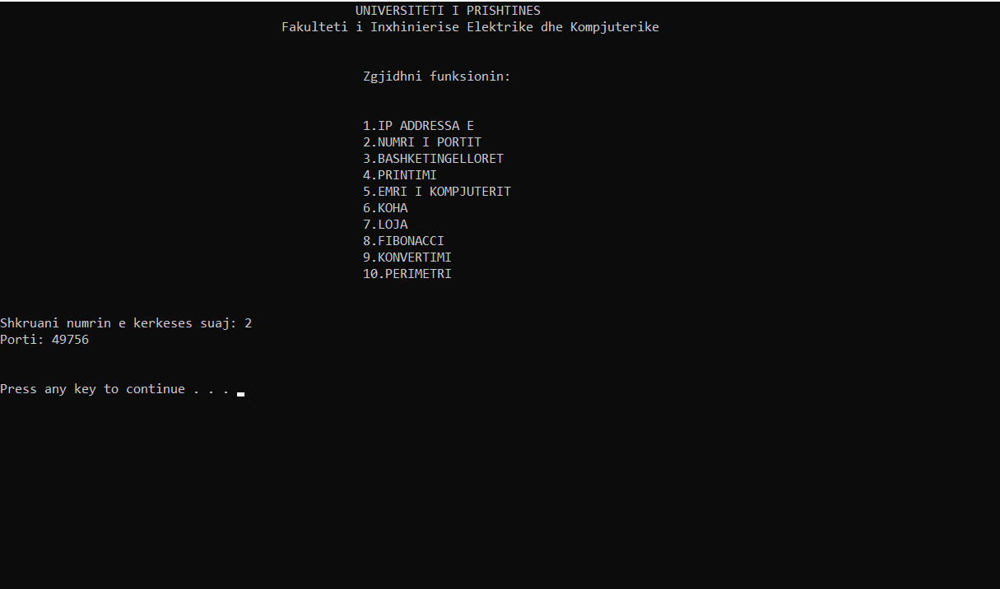 UNIVERSITETI I PRISHTINES
Fakulteti i Inxhinierise Elektrike dhe Kompjuterike
Zgjidhni funksionin:
1.IP ADDRESSA E
2.NUMRI I PORTIT
3.BASHKETINGELLORET
4.PRINTIMI
5.EMRI I KOMPJUTERIT
6.KOHA
7.LOJA
8.FIBONACCI
9.KONVERTIMI
10.PERIMETRI
Shkruani numrin e kerkeses suaj: 2
Porti: 49756
Press any key to continue . . .